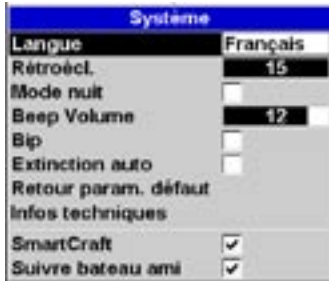 Système
Langue Français
Rétroécl. 15
Mode nuit
Beep Volume 12
Bip
Extinction auto
Retour param. défaut
Infos techniques
SmartCraft
Suivre bateau ami